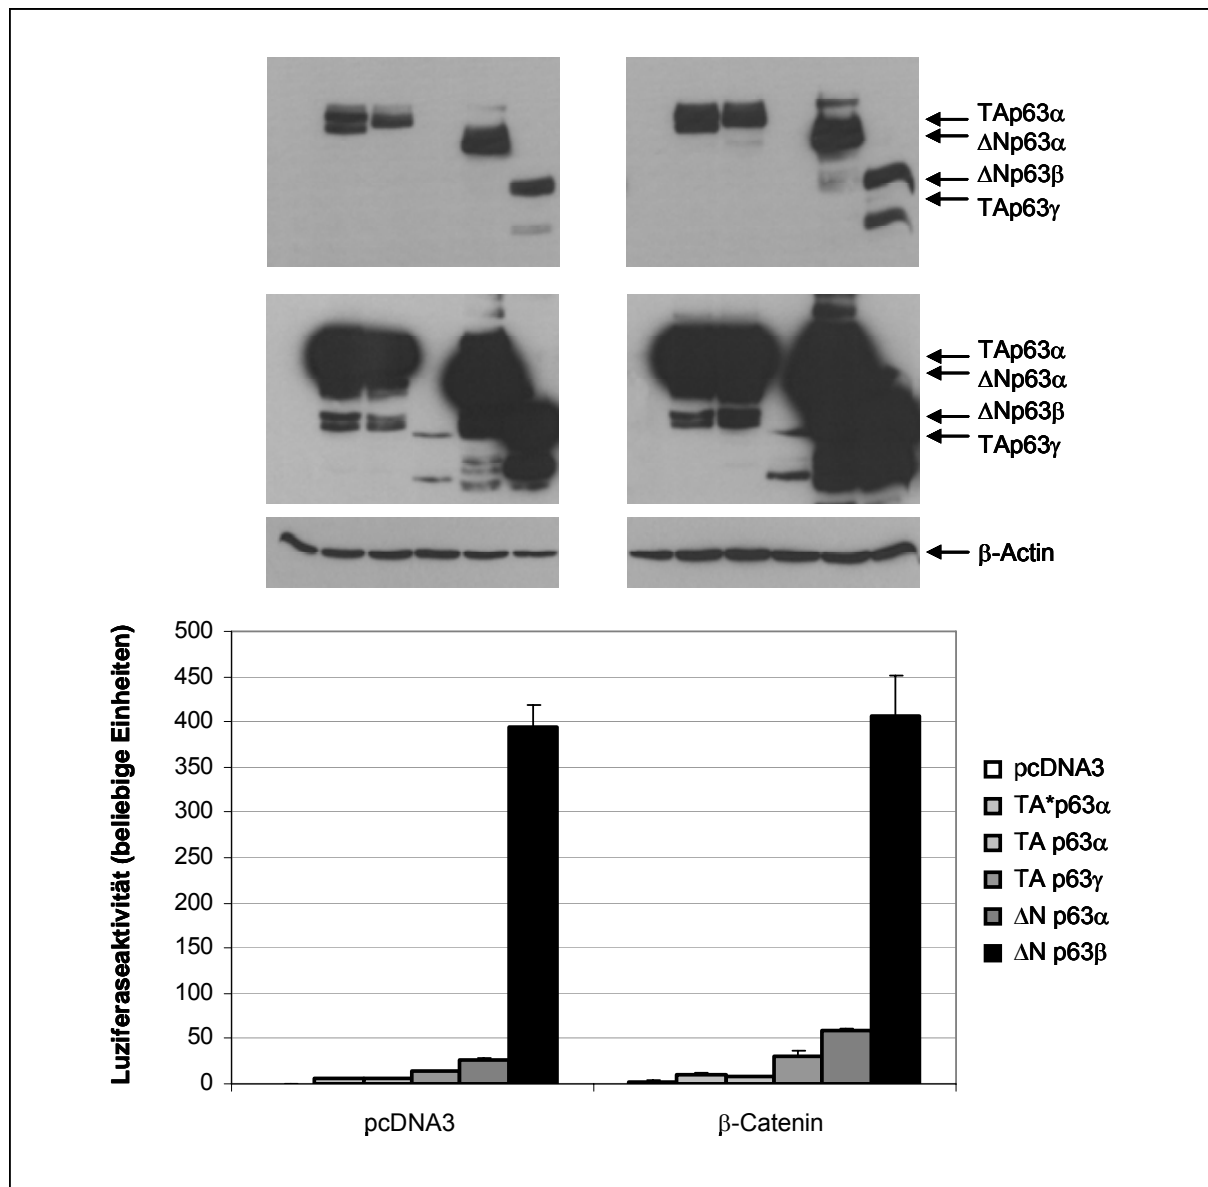 TAp63α
ΔNp63α
ΔNp63β
TAp63γ
TAp63α
ΔNp63α
ΔNp63β
TAp63γ
β-Actin
Luziferaseaktivität (beliebige Einheiten)
500
450
400
350
300
250
200
150
100
50
0
pcDNA3
β-Catenin
pcDNA3
TA*p63α
TA p63α
TA p63γ
ΔN p63α
ΔN p63β